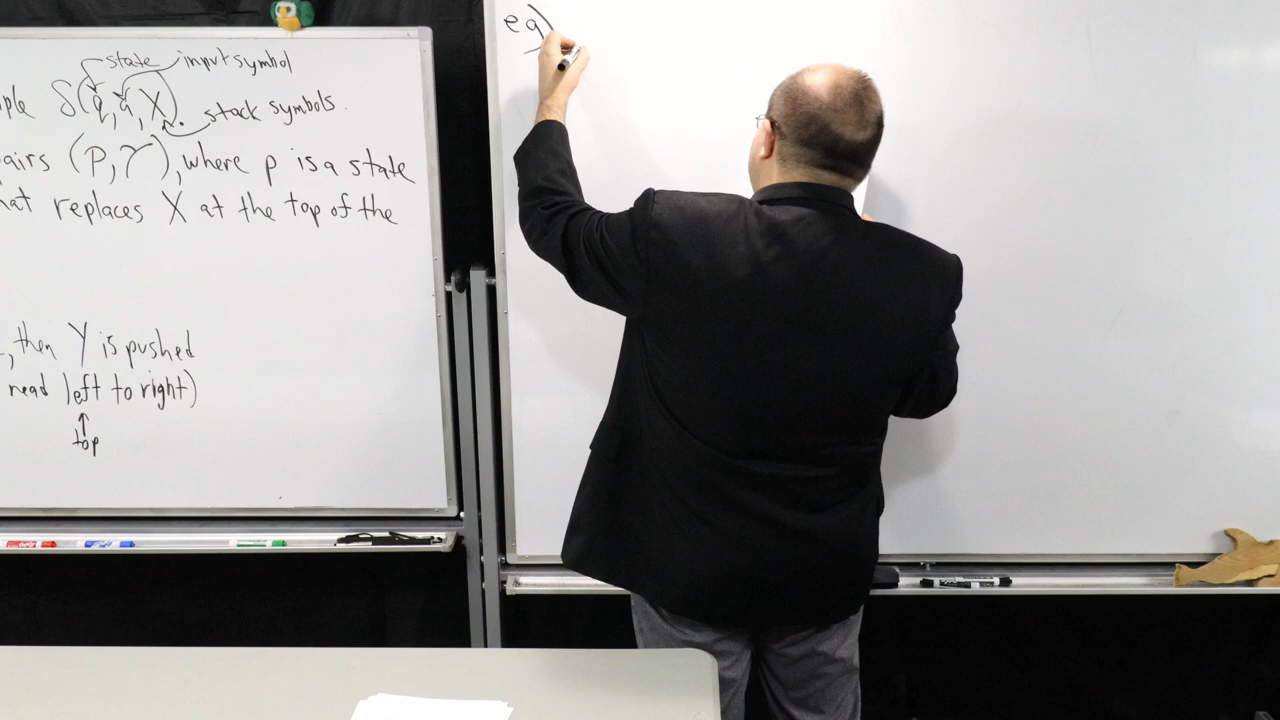 state input symbol
ple δ(q, a, X) stack symbols.
airs (P, γ), where p is a state
hat replaces X at the top of the
, then Y is pushed
read left to right)
↑
top
eg)